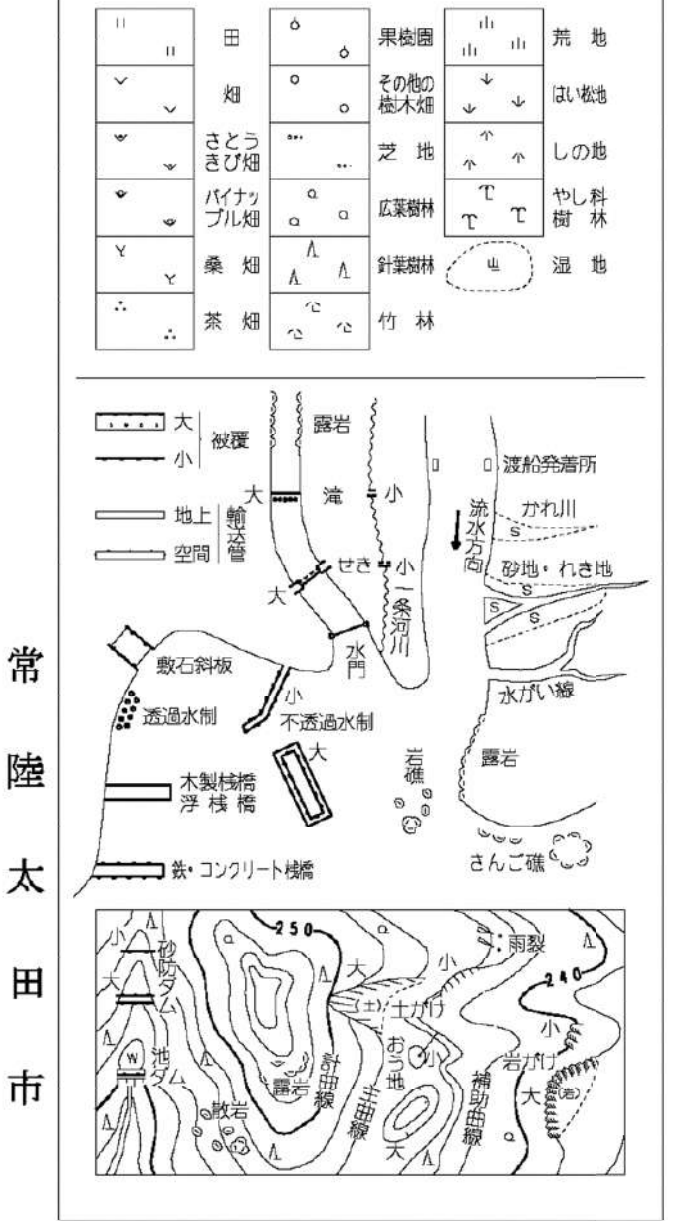 田
畑
さとう
きび畑
パイナッ
プル畑
桑畑
茶畑
果樹園
その他の
樹木畑
芝地
広葉樹林
針葉樹林
竹林
荒地
はい松地
しの地
やし科
樹林
湿地
大
小
被覆
地上
空間
輸送管
露岩
大
滝
小
せき
大
小
一条河川
水門
渡船発着所
流水方向
かれ川
S
砂地・れき地
S
S
S
水がい線
露岩
敷石斜板
透過水制
小
不透過水制
大
岩礁
さんご礁
木製桟橋
浮桟橋
鉄・コンクリート桟橋
小
砂防ダム
大
W
池
ダム
250
散岩
露岩
計曲線
主曲線
大
(土)
土がけ
小
おう地
小
大
補助曲線
雨裂
240
小
岩がけ
大
(岩)
常陸太田市